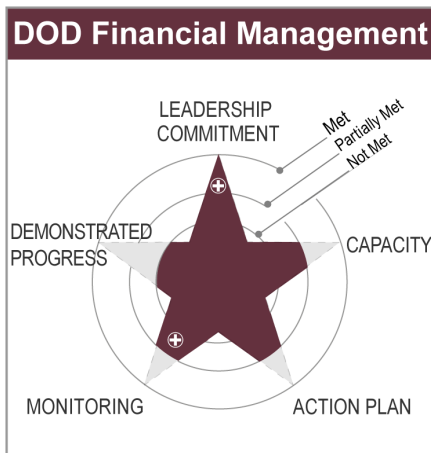 DOD Financial Management
LEADERSHIP
COMMITMENT
Met
Partially Met
Not Met
DEMONSTRATED
PROGRESS
CAPACITY
MONITORING
ACTION PLAN